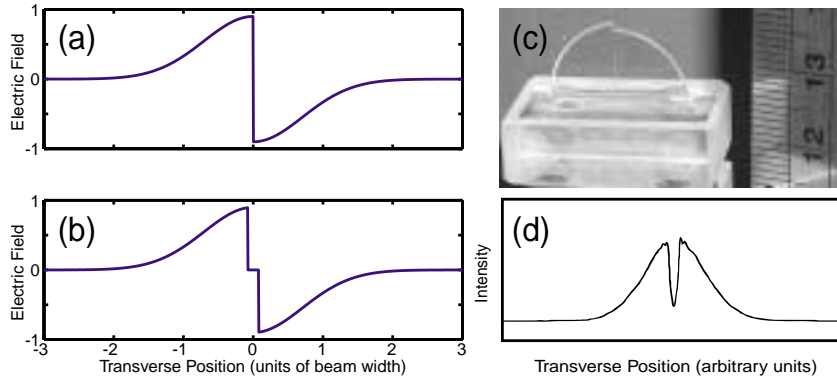 (a)
Electric Field
1
0
-1
(b)
Electric Field
1
0
-1
-3 -2 -1 0 1 2 3
Transverse Position (units of beam width)
(c)
13
12
(d)
Intensity
Transverse Position (arbitrary units)